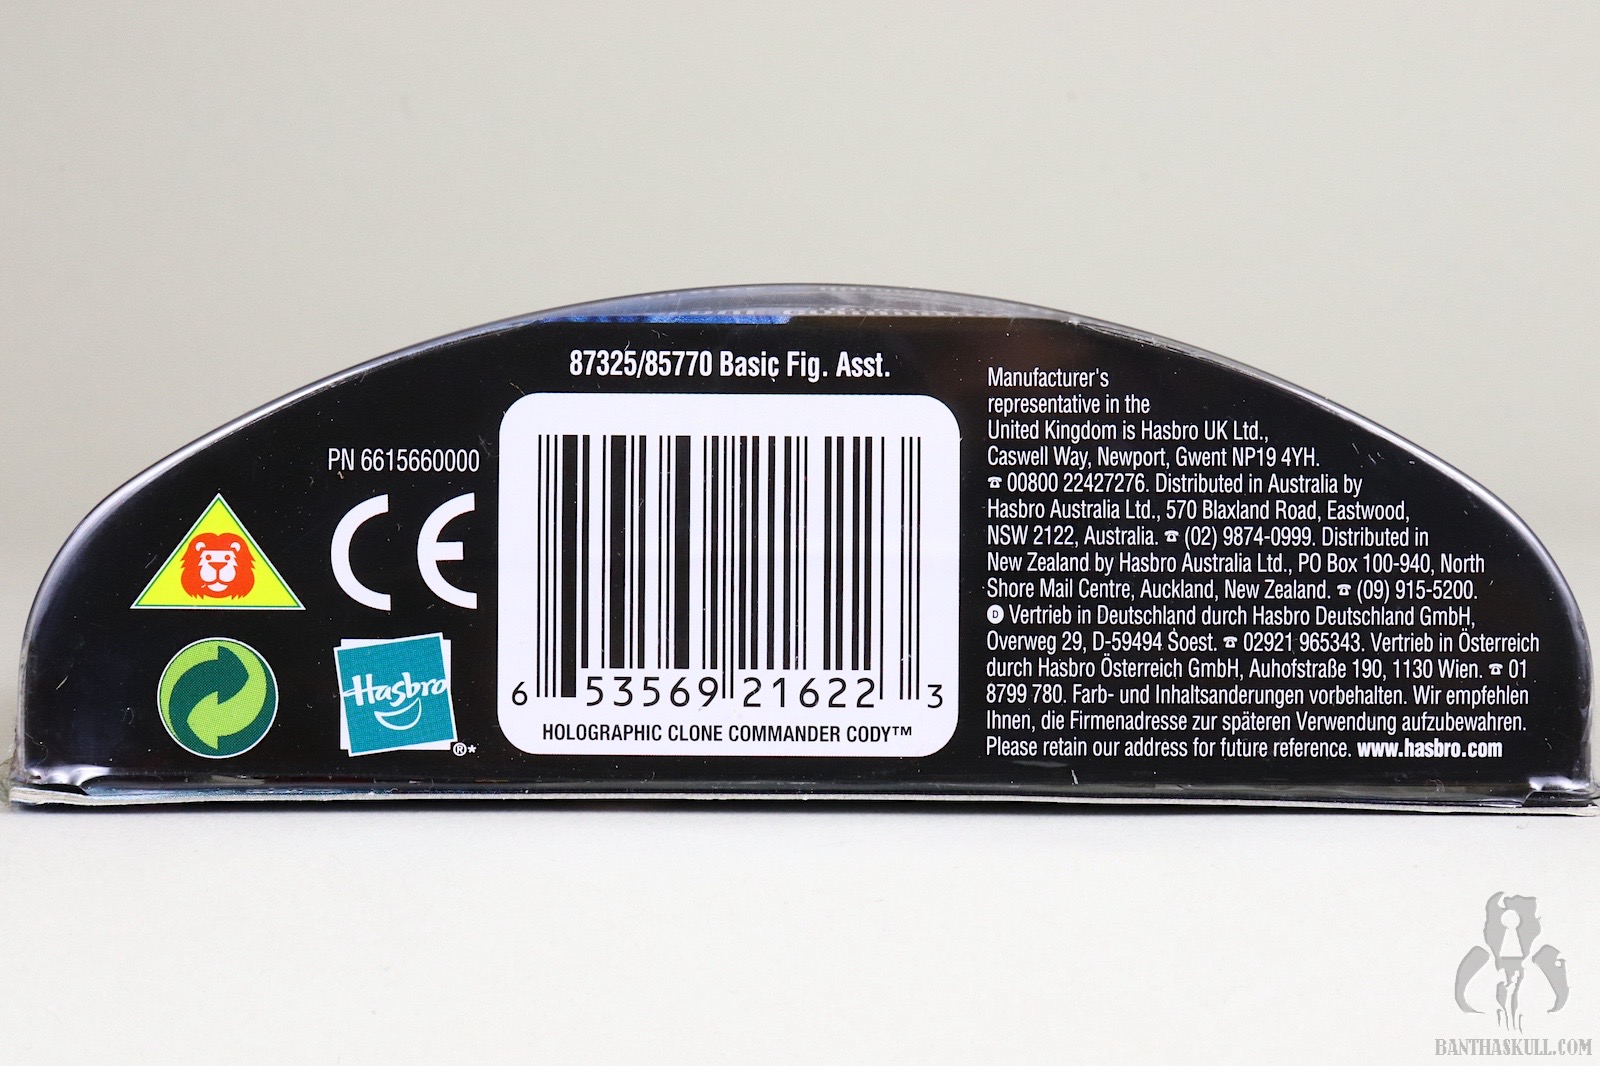 87325/85770 Basic Fig. Asst.
PN 6615660000
CE
Hasbro
®*
6 53569 21622 3
HOLOGRAPHIC CLONE COMMANDER CODY™
Manufacturer's
representative in the
United Kingdom is Hasbro UK Ltd.,
Caswell Way, Newport, Gwent NP19 4YH.
☎ 00800 22427276. Distributed in Australia by
Hasbro Australia Ltd., 570 Blaxland Road, Eastwood,
NSW 2122, Australia. ☎ (02) 9874-0999. Distributed in
New Zealand by Hasbro Australia Ltd., PO Box 100-940, North
Shore Mail Centre, Auckland, New Zealand. ☎ (09) 915-5200.
D Vertrieb in Deutschland durch Hasbro Deutschland GmbH,
Overweg 29, D-59494 Soest. ☎ 02921 965343. Vertrieb in Österreich
durch Hasbro Österreich GmbH, Auhofstraße 190, 1130 Wien. ☎ 01
8799 780. Farb- und Inhaltsanderungen vorbehalten. Wir empfehlen
Ihnen, die Firmenadresse zur späteren Verwendung aufzubewahren.
Please retain our address for future reference. www.hasbro.com
BANTHASKULL.COM